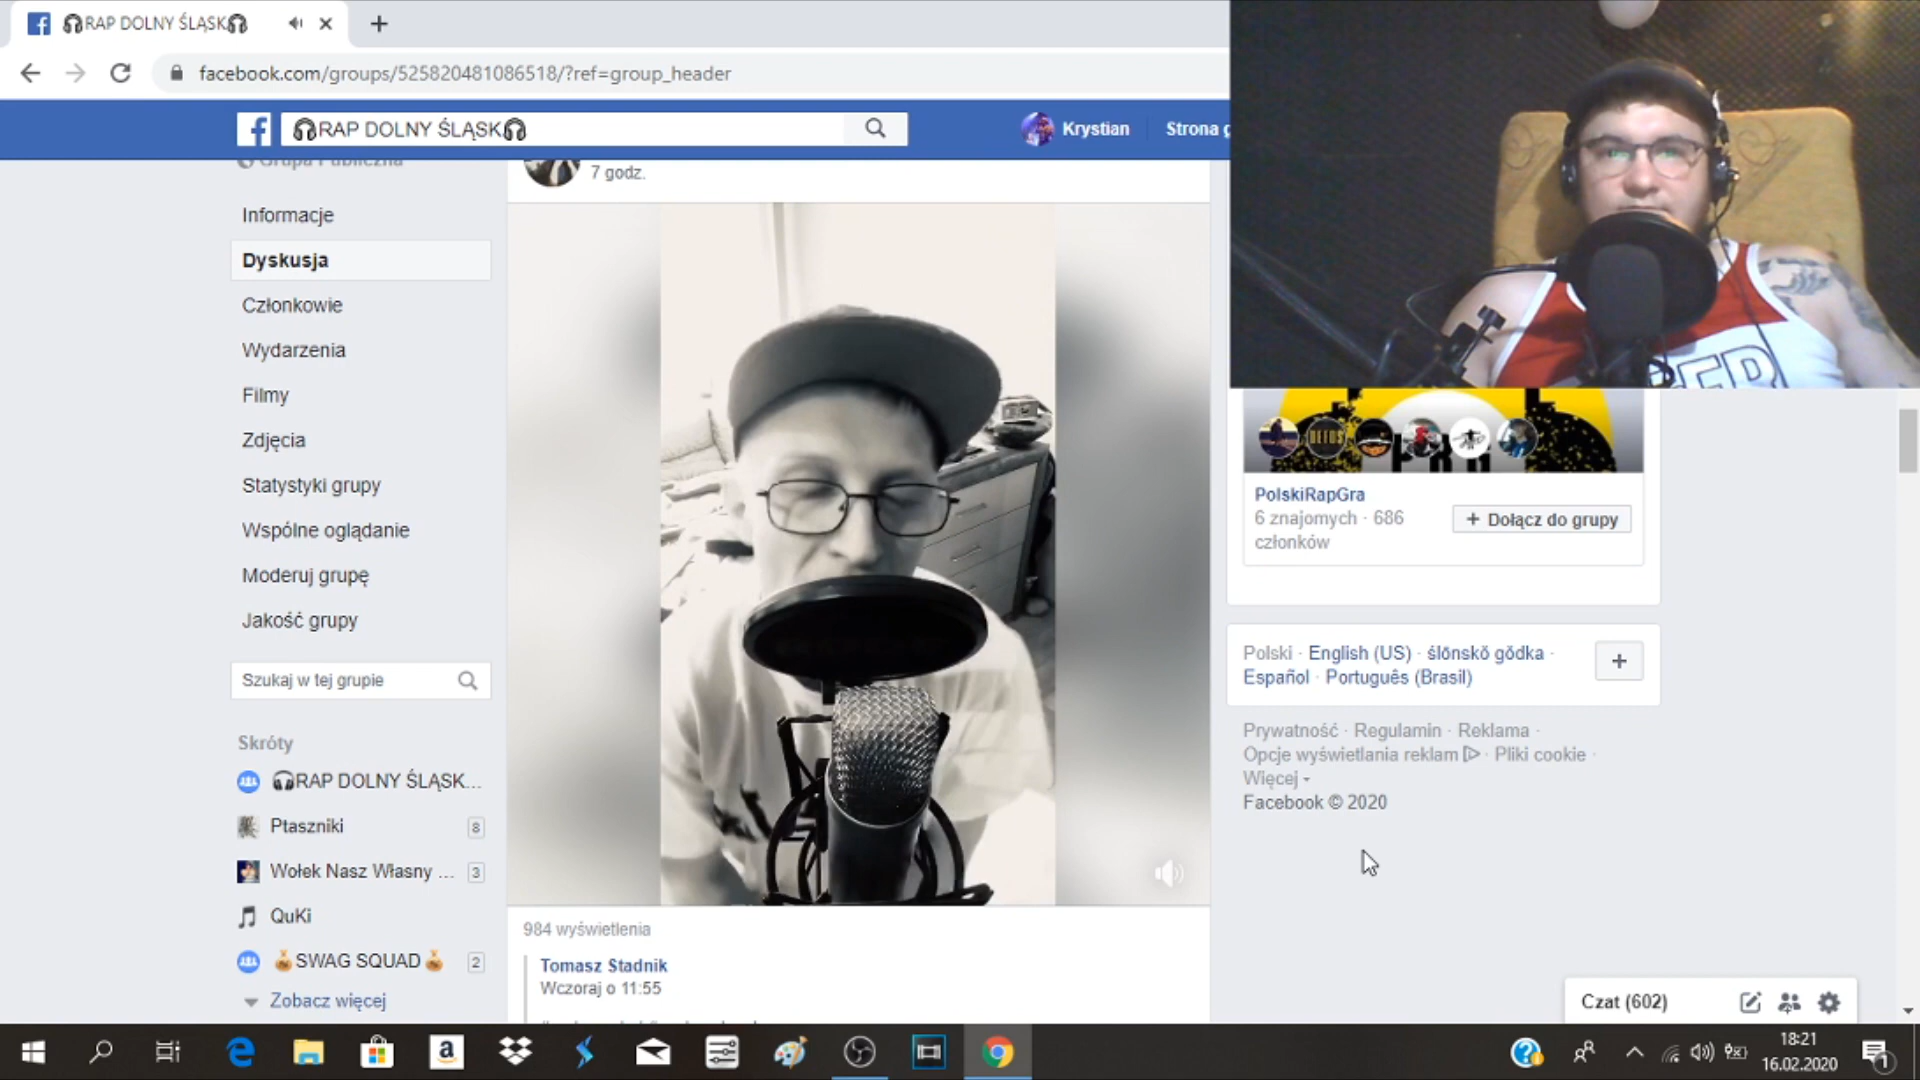 🎧RAP DOLNY ŚLĄSK🎧
facebook.com/groups/525820481086518/?ref=group_header
🎧RAP DOLNY ŚLĄSK🎧
Krystian
Strona g
Grupa Publiczna
7 godz.
Informacje
Dyskusja
Członkowie
Wydarzenia
Filmy
Zdjęcia
Statystyki grupy
Wspólne oglądanie
Moderuj grupę
Jakość grupy
Szukaj w tej grupie
Skróty
🎧RAP DOLNY ŚLĄSK...
Ptaszniki 8
Wołek Nasz Własny ... 3
QuKi
💰SWAG SQUAD💰 2
Zobacz więcej
984 wyświetlenia
Tomasz Stadnik
Wczoraj o 11:55
PolskiRapGra
6 znajomych · 686
członków
+ Dołącz do grupy
Polski · English (US) · ślōnskŏ gŏdka ·
Español · Português (Brasil)
Prywatność · Regulamin · Reklama ·
Opcje wyświetlania reklam · Pliki cookie ·
Więcej
Facebook © 2020
Czat (602)
18:21
16.02.2020
1